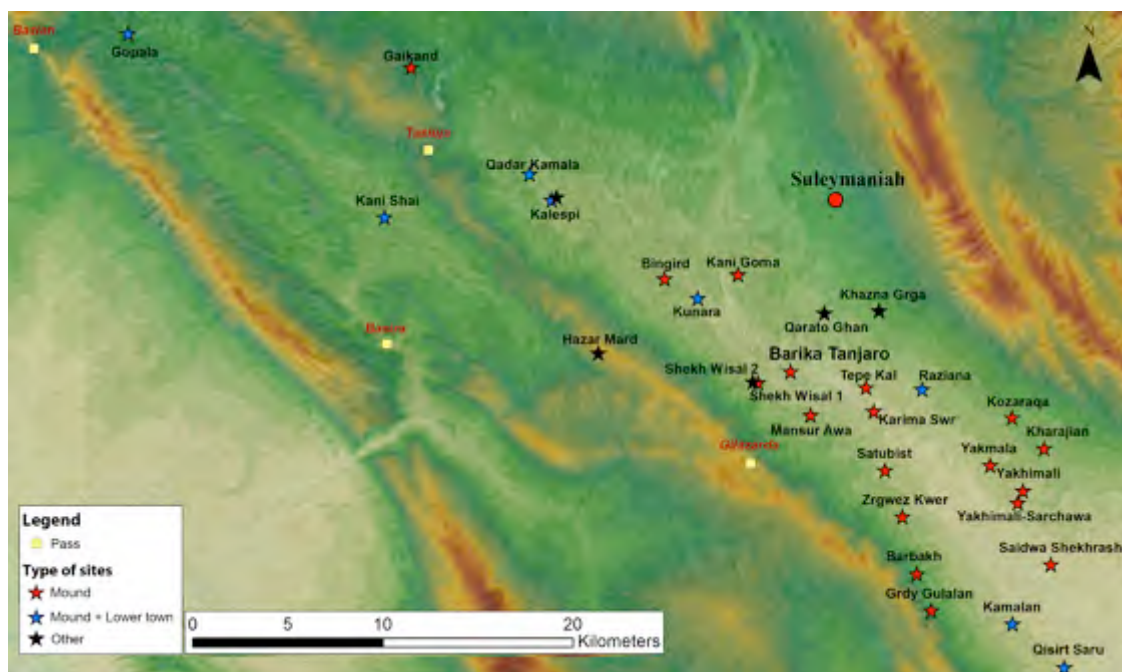 Bawen
Gopala
Gaikand
N
Tashja
Qadar Kamala
Suleymaniah
Kani Shai
Kalespi
Bingird
Kani Goma
Kunara
Khazna Grga
Qarato Ghan
Hazar Mard
Barika Tanjaro
Shekh Wisal 2
Tepe Kal
Raziana
Shekh Wisal 1
Kozaraqa
Mansur Awa
Karima Swr
Kharajian
Satubist
Yakmala
Yakhimali
Zrgwez Kwer
Yakhimali-Sarchawa
Barbakh
Saidwa Shekhrash
Grdy Gulalan
Kamalan
Qisirt Saru
Legend
Pass
Type of sites
Mound
Mound + Lower town
Other
0 5 10 20
Kilometers